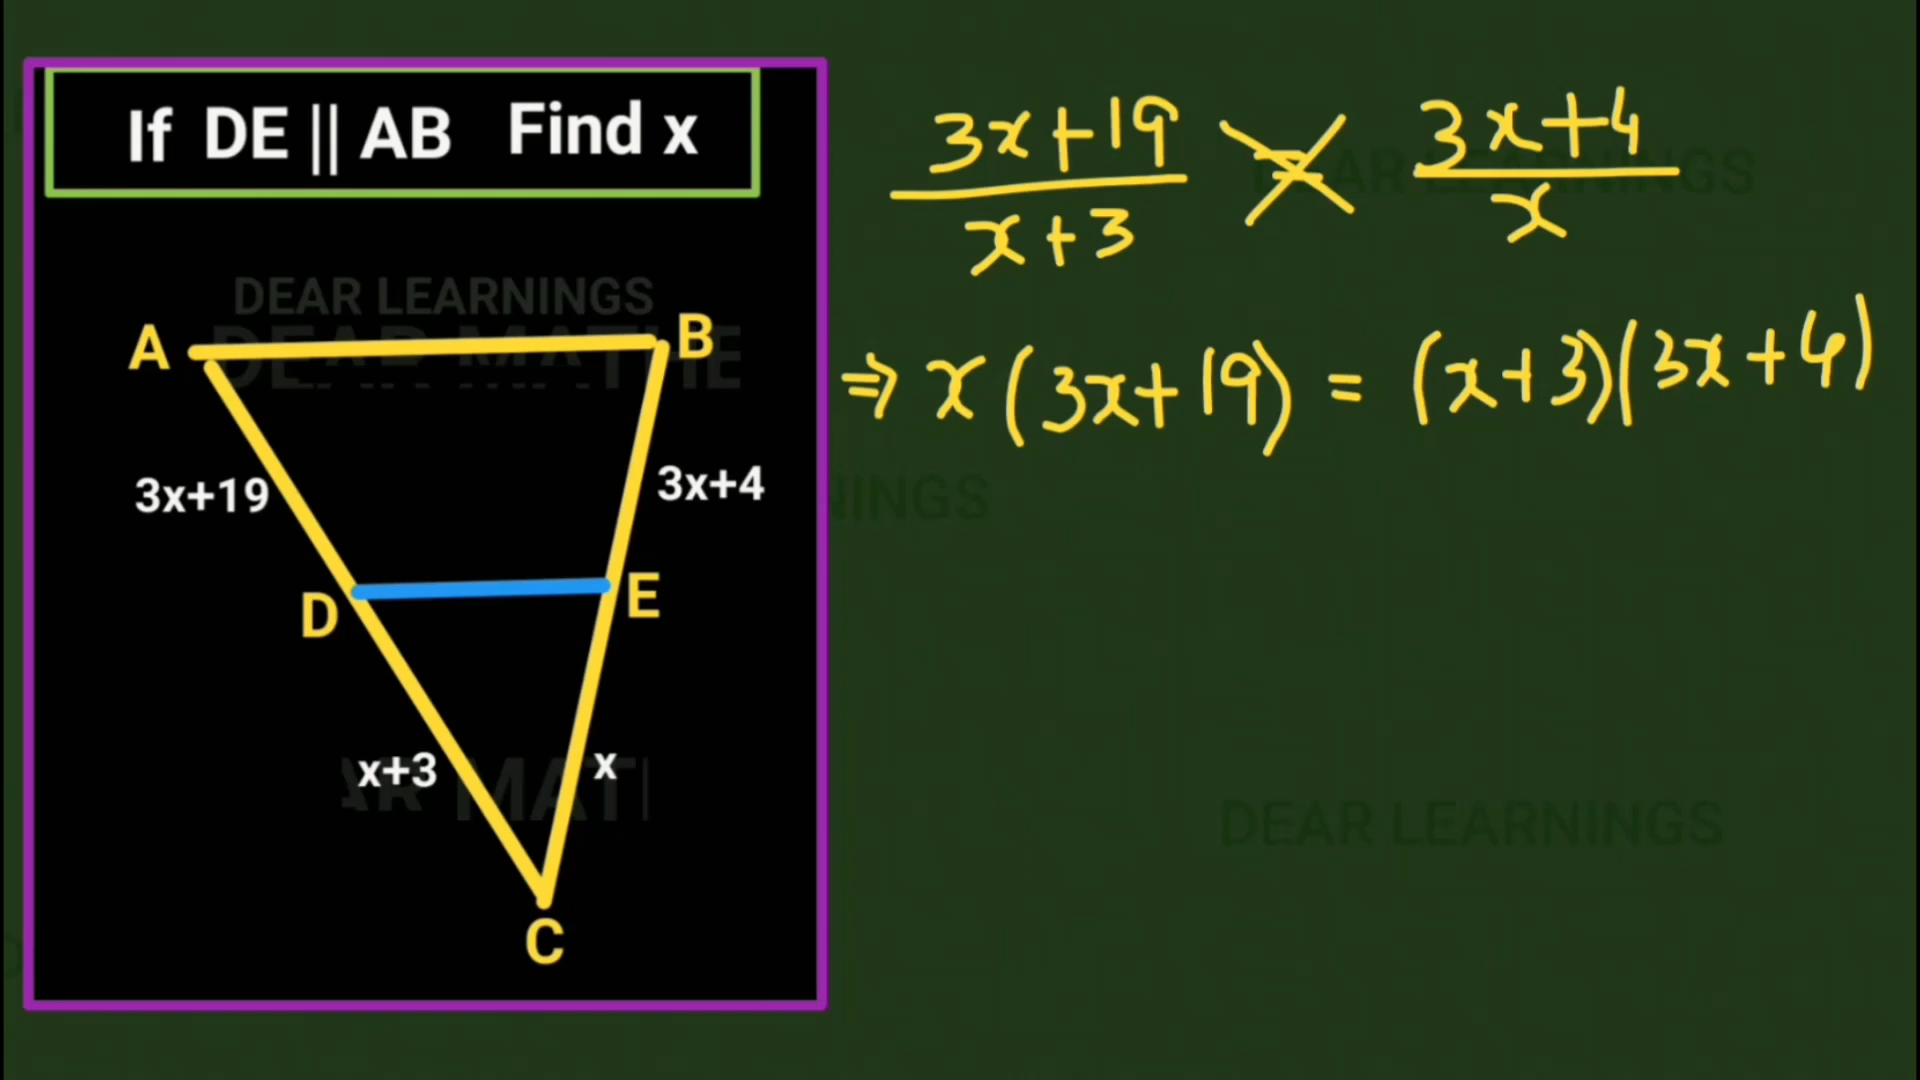 If DE || AB Find x
DEAR LEARNINGS
A
B
3x+19
3x+4
D
E
x+3
x
C
3x+19
x+3
=
3x+4
x
⇒ x(3x+19) = (x+3)(3x+4)
DEAR LEARNINGS